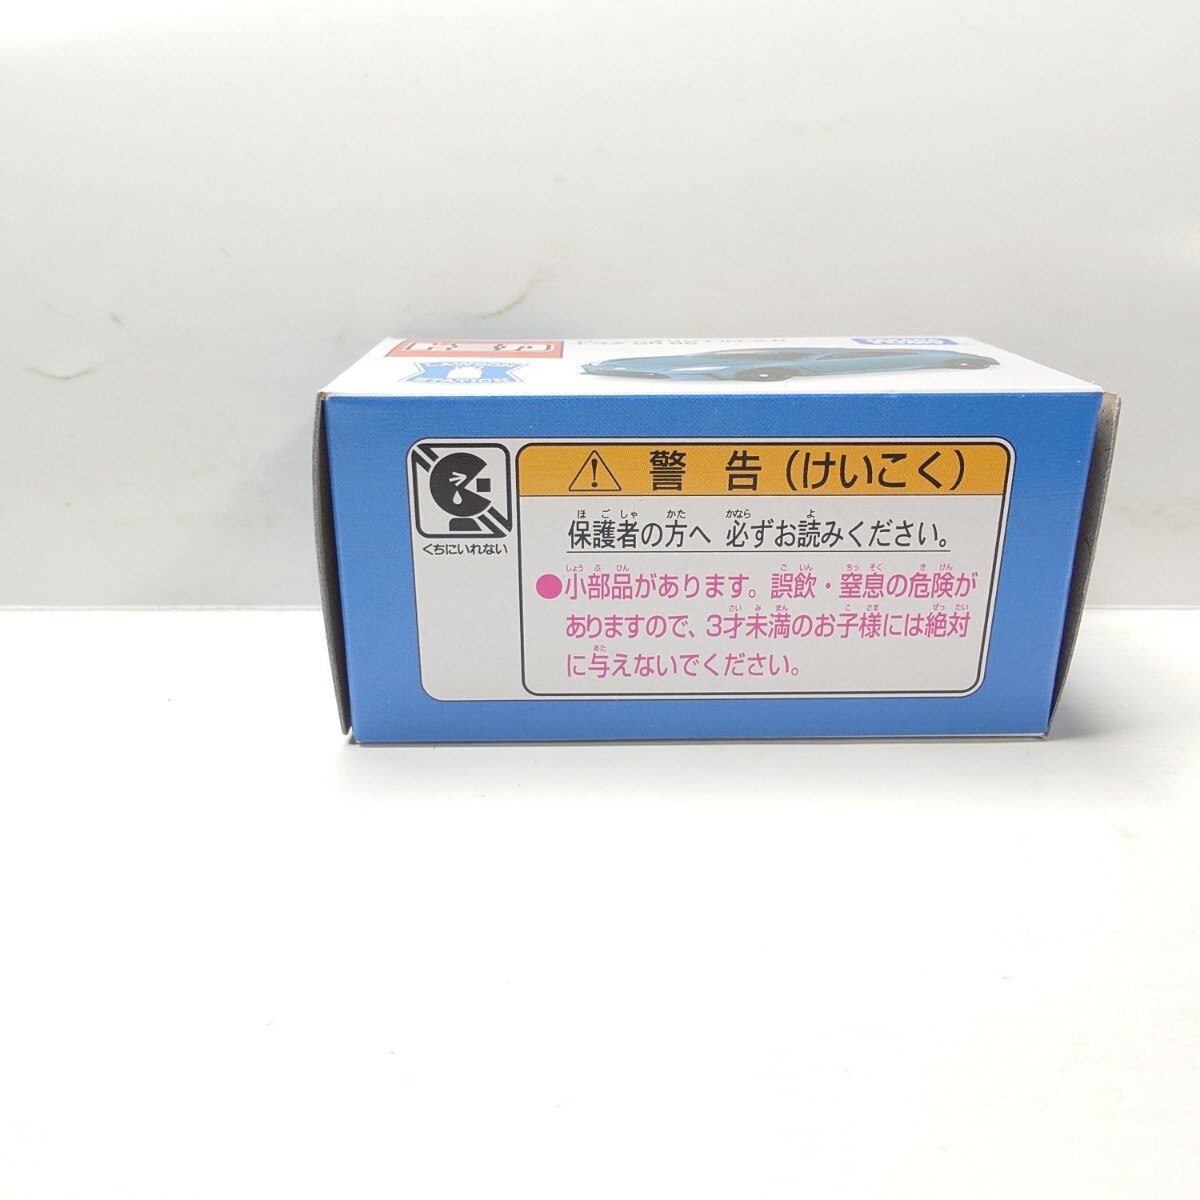 LAWSON
STATION
警告(けいこく)
くちにいれない
保護者の方へ 必ずお読みください。
●小部品があります。誤飲・窒息の危険が
ありますので、3才未満のお子様には絶対
に与えないでください。